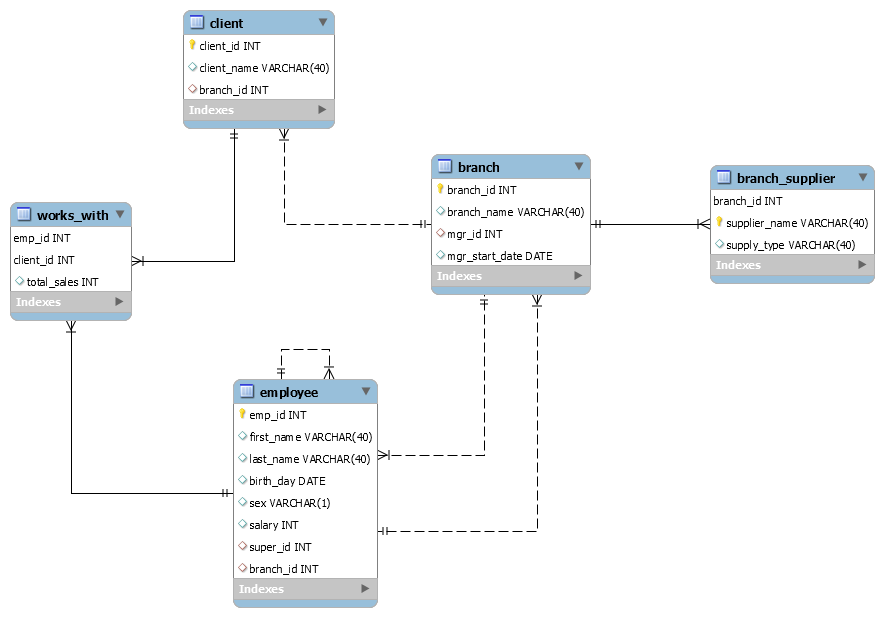 client
client_id INT
client_name VARCHAR(40)
branch_id INT
Indexes
branch
branch_id INT
branch_name VARCHAR(40)
mgr_id INT
mgr_start_date DATE
Indexes
branch_supplier
branch_id INT
supplier_name VARCHAR(40)
supply_type VARCHAR(40)
Indexes
works_with
emp_id INT
client_id INT
total_sales INT
Indexes
employee
emp_id INT
first_name VARCHAR(40)
last_name VARCHAR(40)
birth_day DATE
sex VARCHAR(1)
salary INT
super_id INT
branch_id INT
Indexes